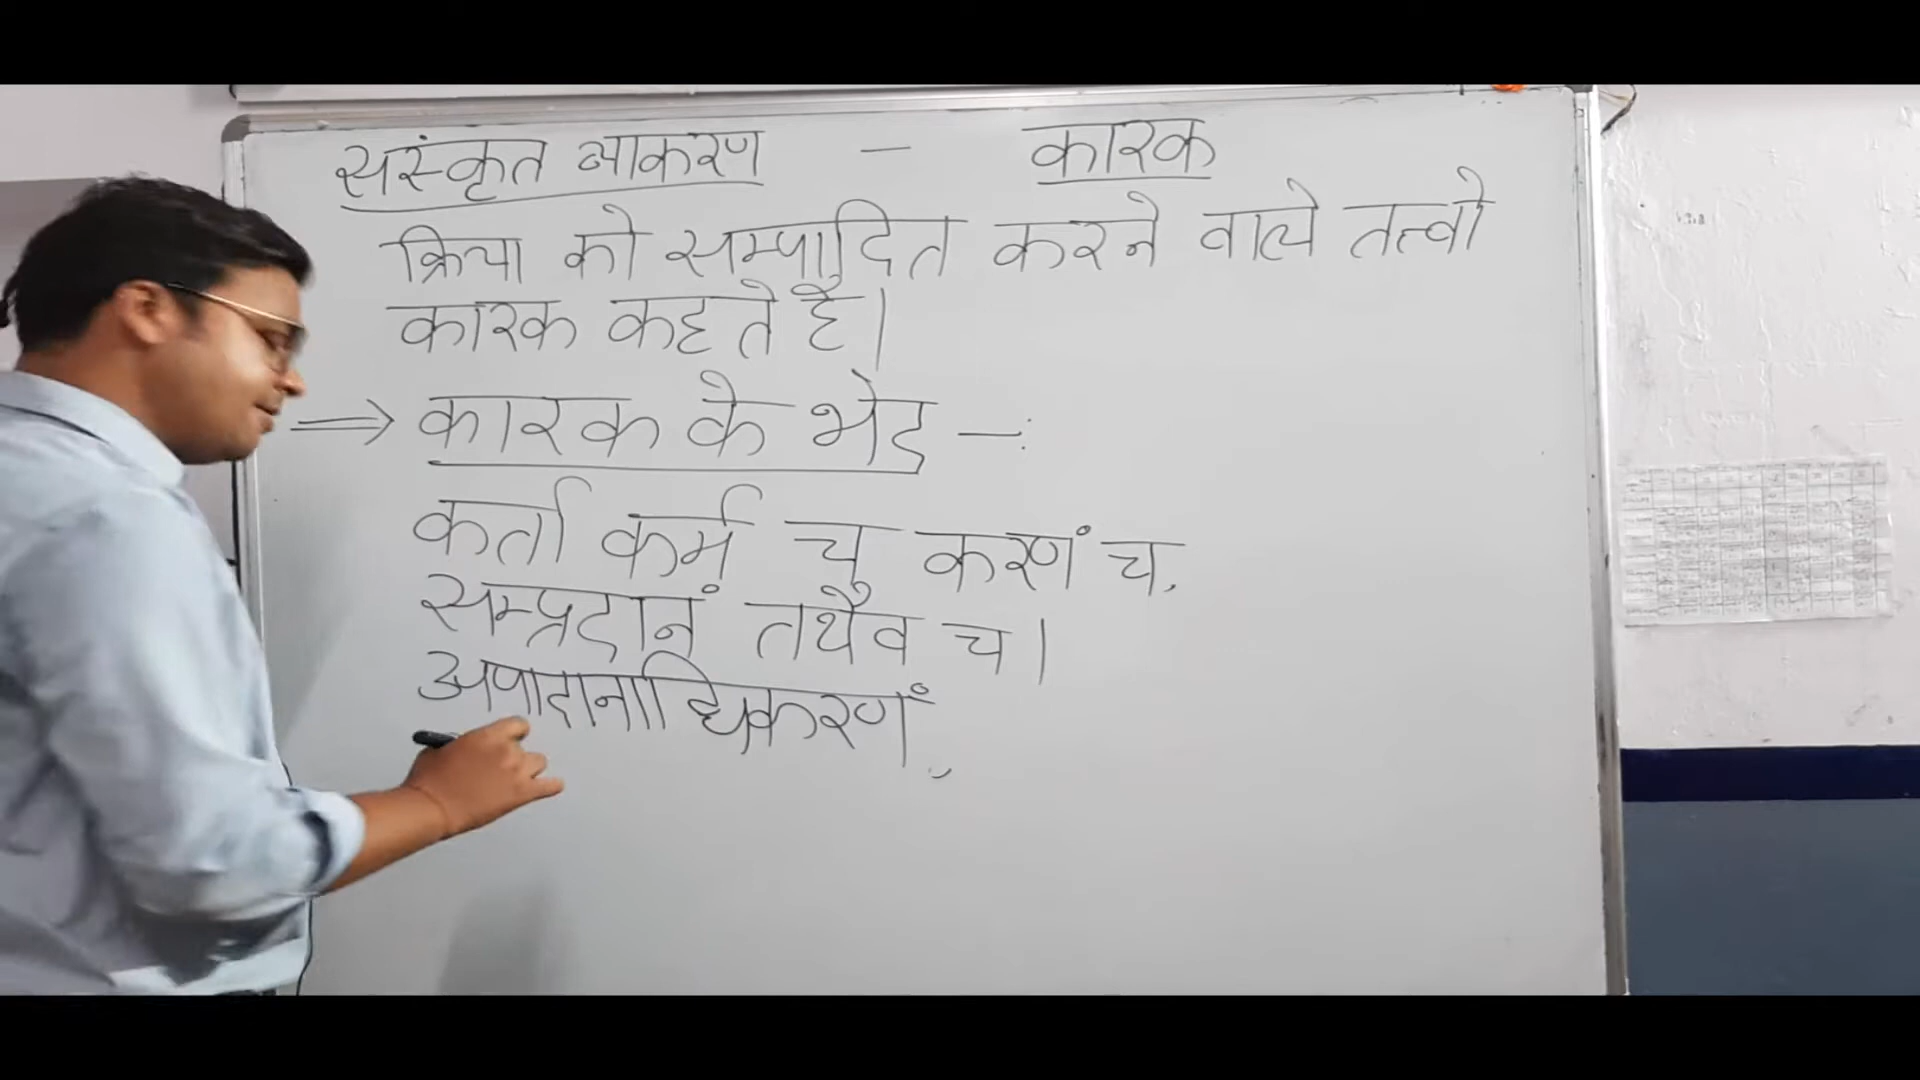 संस्कृत व्याकरण - कारक
क्रिया को सम्पादित करने वाले तत्त्वो
कारक कहते है।
⇒ कारक के भेद -:
कर्ता कर्म च करणं च,
सम्प्रदानं तथैव च।
अपादानाधिकरणं